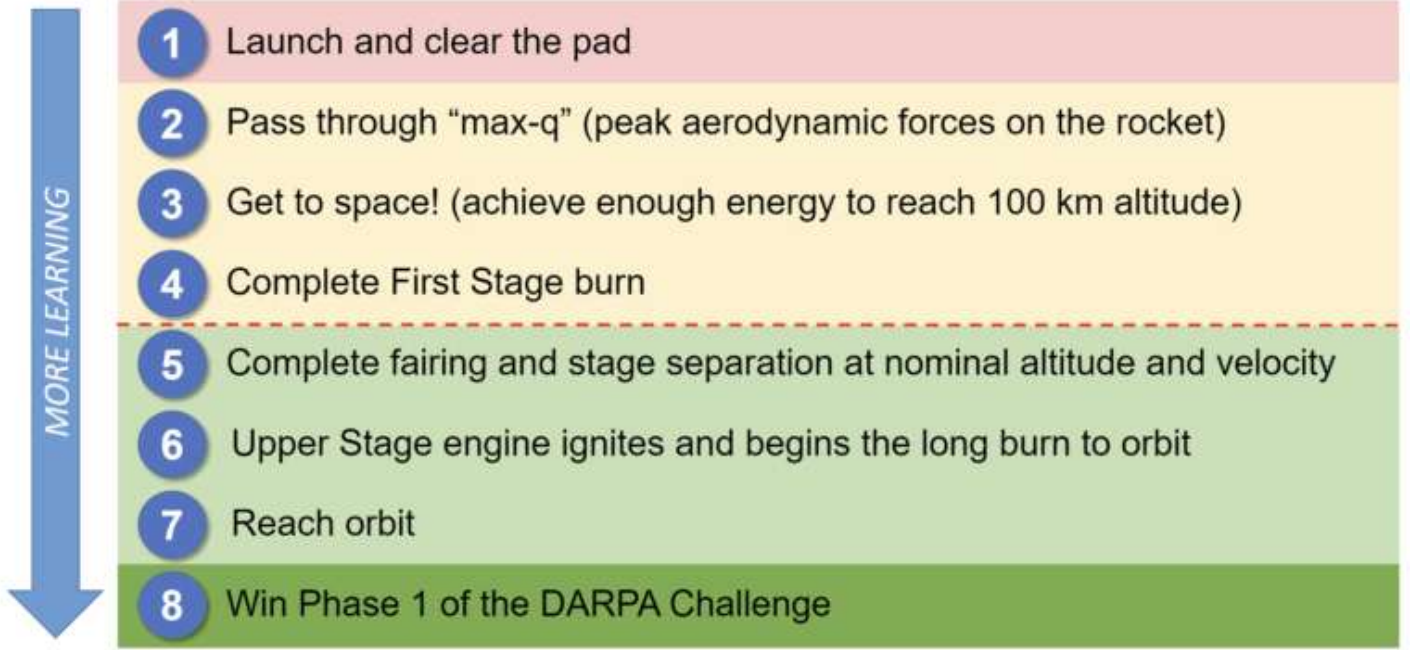 MORE LEARNING
1 Launch and clear the pad
2 Pass through “max-q” (peak aerodynamic forces on the rocket)
3 Get to space! (achieve enough energy to reach 100 km altitude)
4 Complete First Stage burn
5 Complete fairing and stage separation at nominal altitude and velocity
6 Upper Stage engine ignites and begins the long burn to orbit
7 Reach orbit
8 Win Phase 1 of the DARPA Challenge